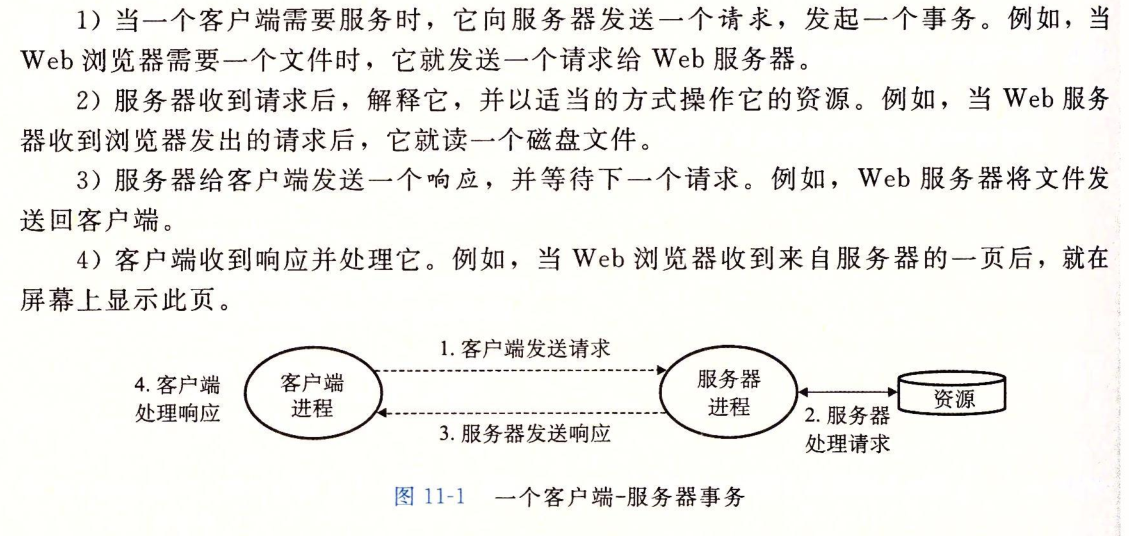 1）当一个客户端需要服务时，它向服务器发送一个请求，发起一个事务。例如，当
Web 浏览器需要一个文件时，它就发送一个请求给 Web 服务器。
2）服务器收到请求后，解释它，并以适当的方式操作它的资源。例如，当 Web 服务
器收到浏览器发出的请求后，它就读一个磁盘文件。
3）服务器给客户端发送一个响应，并等待下一个请求。例如，Web 服务器将文件发
送回客户端。
4）客户端收到响应并处理它。例如，当 Web 浏览器收到来自服务器的一页后，就在
屏幕上显示此页。
1. 客户端发送请求
4. 客户端
处理响应
客户端
进程
服务器
进程
资源
2. 服务器
处理请求
3. 服务器发送响应
图 11-1 一个客户端-服务器事务